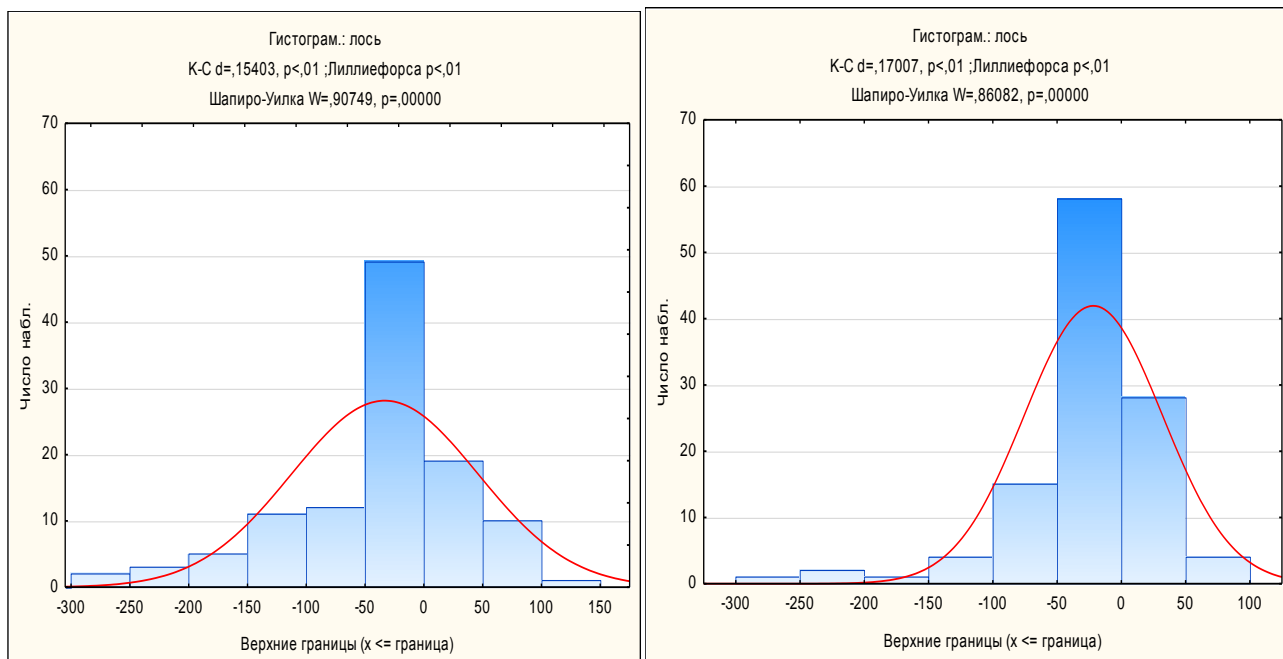 Гистограм.: лось
K-C d=,15403, p<,01 ;Лиллиефорса p<,01
Шапиро-Уилка W=,90749, p=,00000
70
60
50
40
30
20
10
0
Число набл.
-300 -250 -200 -150 -100 -50 0 50 100 150
Верхние границы (x <= граница)
Гистограм.: лось
K-C d=,17007, p<,01 ;Лиллиефорса p<,01
Шапиро-Уилка W=,86082, p=,00000
70
60
50
40
30
20
10
0
Число набл.
-300 -250 -200 -150 -100 -50 0 50 100
Верхние границы (x <= граница)